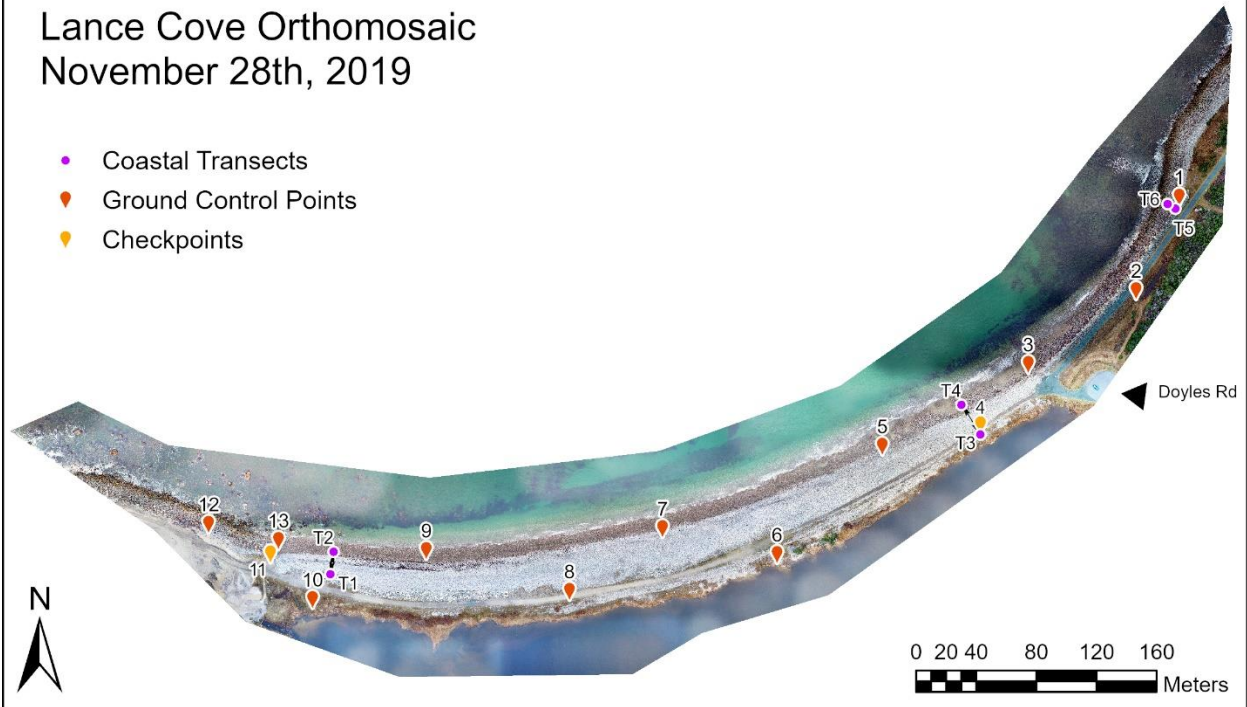 Lance Cove Orthomosaic
November 28th, 2019
Coastal Transects
Ground Control Points
Checkpoints
1
T6
T5
2
3
T4
4
Doyles Rd
T3
5
12
7
13
T2
9
6
11
T1
10
8
N
0 20 40 80 120 160
Meters